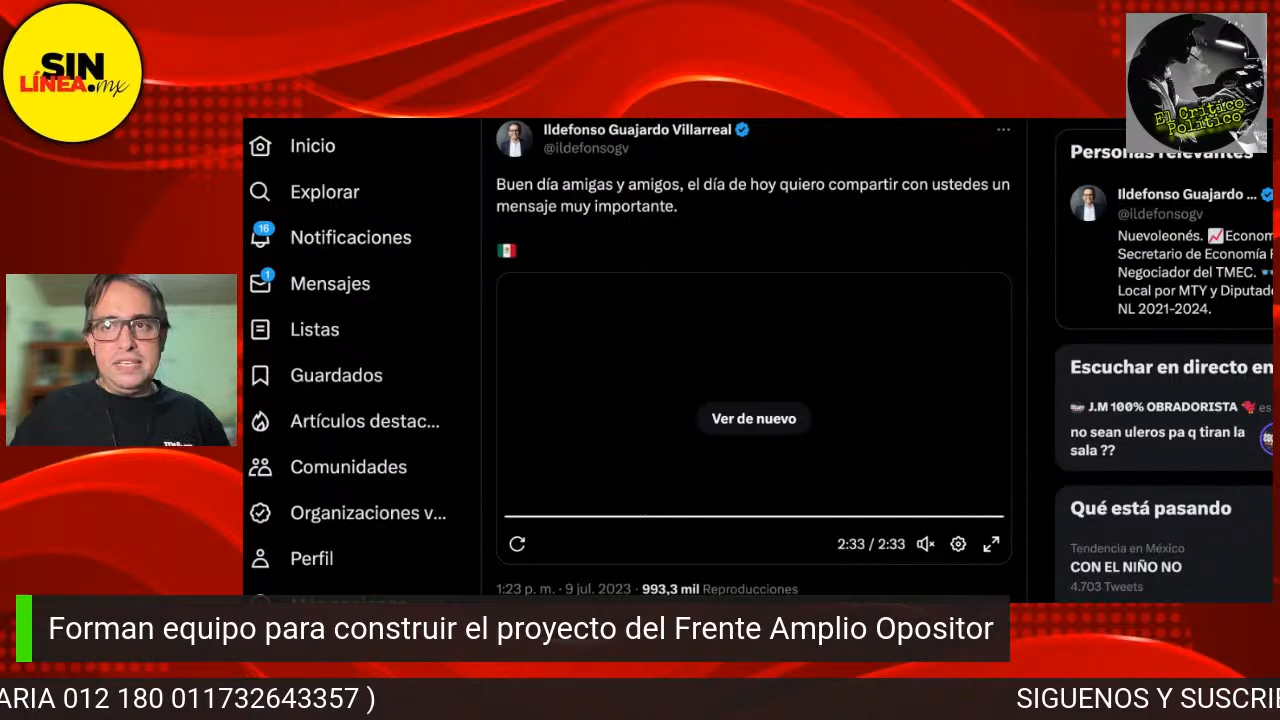 SIN
LÍNEA.mx
El Crítico
Político
Inicio
Explorar
16
Notificaciones
1
Mensajes
Listas
Guardados
Artículos destac...
Comunidades
Organizaciones v...
Perfil
Ildefonso Guajardo Villarreal
@ildefonsogv
Buen día amigas y amigos, el día de hoy quiero compartir con ustedes un
mensaje muy importante.
Ver de nuevo
2:33 / 2:33
1:23 p. m. · 9 jul. 2023 · 993,3 mil Reproducciones
Personas relevantes
Ildefonso Guajardo ...
@ildefonsogv
Nuevoleonés. Econom
Secretario de Economía
Negociador del TMEC.
Local por MTY y Diputad
NL 2021-2024.
Escuchar en directo en
J.M 100% OBRADORISTA es
no sean uleros pa q tiran la
sala ??
Qué está pasando
Tendencia en México
CON EL NIÑO NO
4.703 Tweets
Forman equipo para construir el proyecto del Frente Amplio Opositor
ARIA 012 180 011732643357 ) SIGUENOS Y SUSCRI